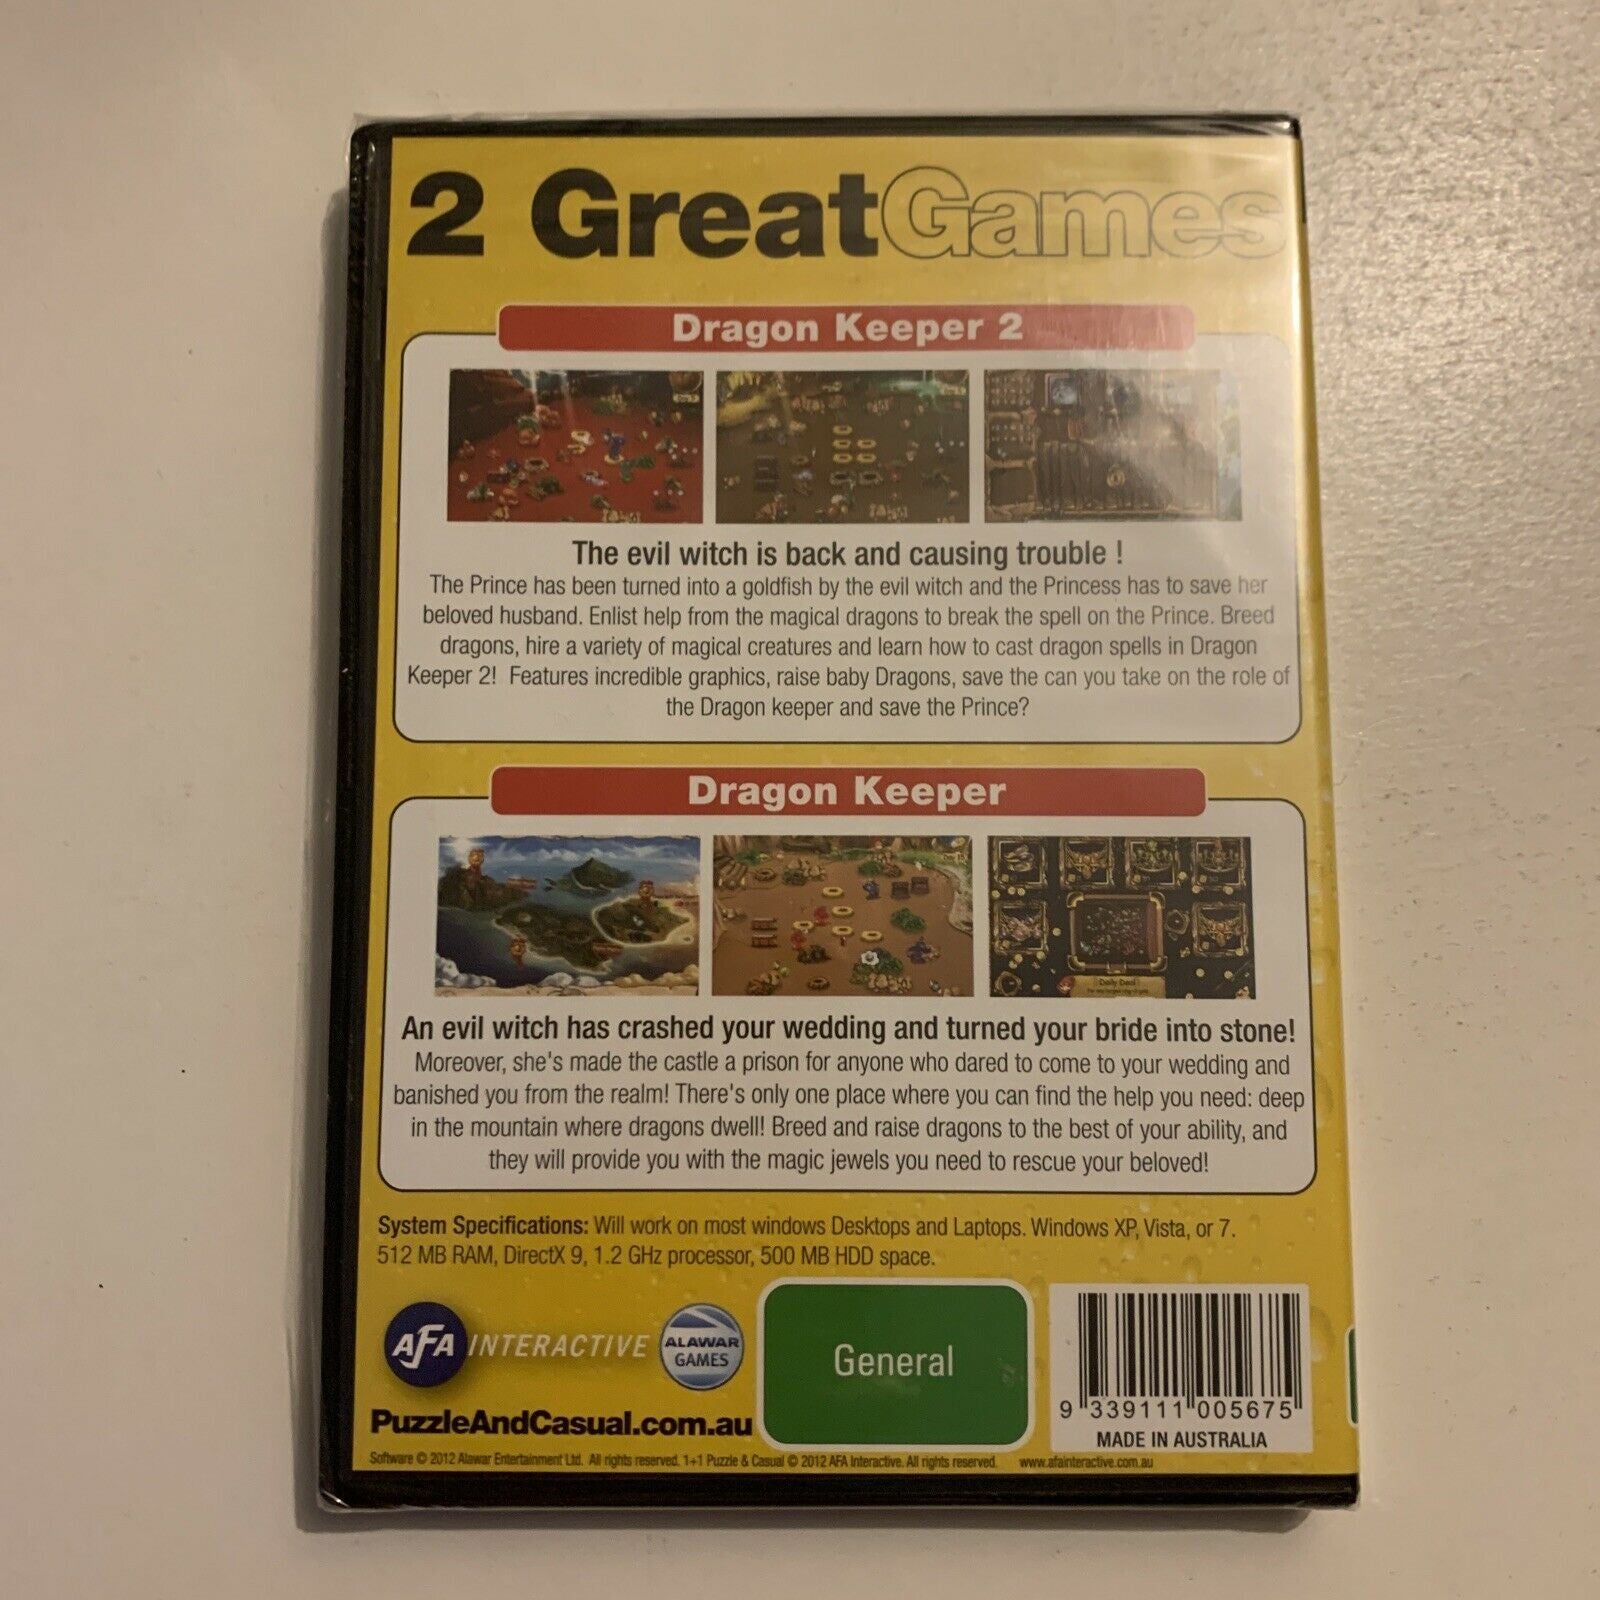 2 GreatGames
Dragon Keeper 2
The evil witch is back and causing trouble !
The Prince has been turned into a goldfish by the evil witch and the Princess has to save her
beloved husband. Enlist help from the magical dragons to break the spell on the Prince. Breed
dragons, hire a variety of magical creatures and learn how to cast dragon spells in Dragon
Keeper 2!  Features incredible graphics, raise baby Dragons, save the can you take on the role of
the Dragon keeper and save the Prince?
Dragon Keeper
Daily Deal
An evil witch has crashed your wedding and turned your bride into stone!
Moreover, she's made the castle a prison for anyone who dared to come to your wedding and
banished you from the realm! There's only one place where you can find the help you need: deep
in the mountain where dragons dwell! Breed and raise dragons to the best of your ability, and
they will provide you with the magic jewels you need to rescue your beloved!
System Specifications: Will work on most windows Desktops and Laptops. Windows XP, Vista, or 7.
512 MB RAM, DirectX 9, 1.2 GHz processor, 500 MB HDD space.
AFA INTERACTIVE
ALAWAR
GAMES
General
9 339111 005675
MADE IN AUSTRALIA
PuzzleAndCasual.com.au
Software © 2012 Alawar Entertainment Ltd. All rights reserved. 1+1 Puzzle & Casual © 2012 AFA Interactive. All rights reserved. www.afainteractive.com.au